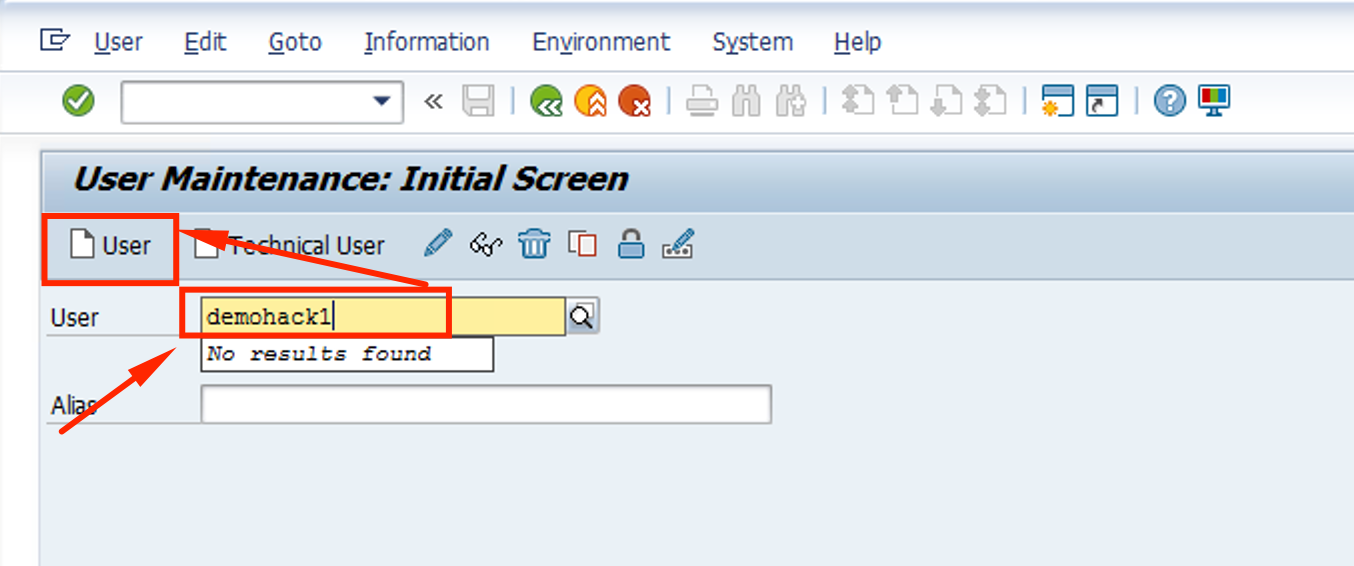 User Edit Goto Information Environment System Help
User Maintenance: Initial Screen
User Technical User
User demohack1
No results found
Alias